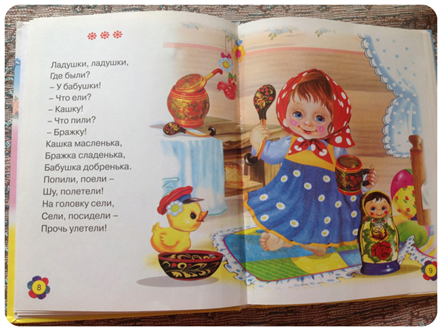 * * *
Ладушки, ладушки,
Где были?
– У бабушки!
– Что ели?
– Кашку!
– Что пили?
– Бражку!
Кашка масленька,
Бражка сладенька,
Бабушка добренька.
Попили, поели –
Шу, полетели!
На головку сели,
Сели, посидели –
Прочь улетели!
8
9